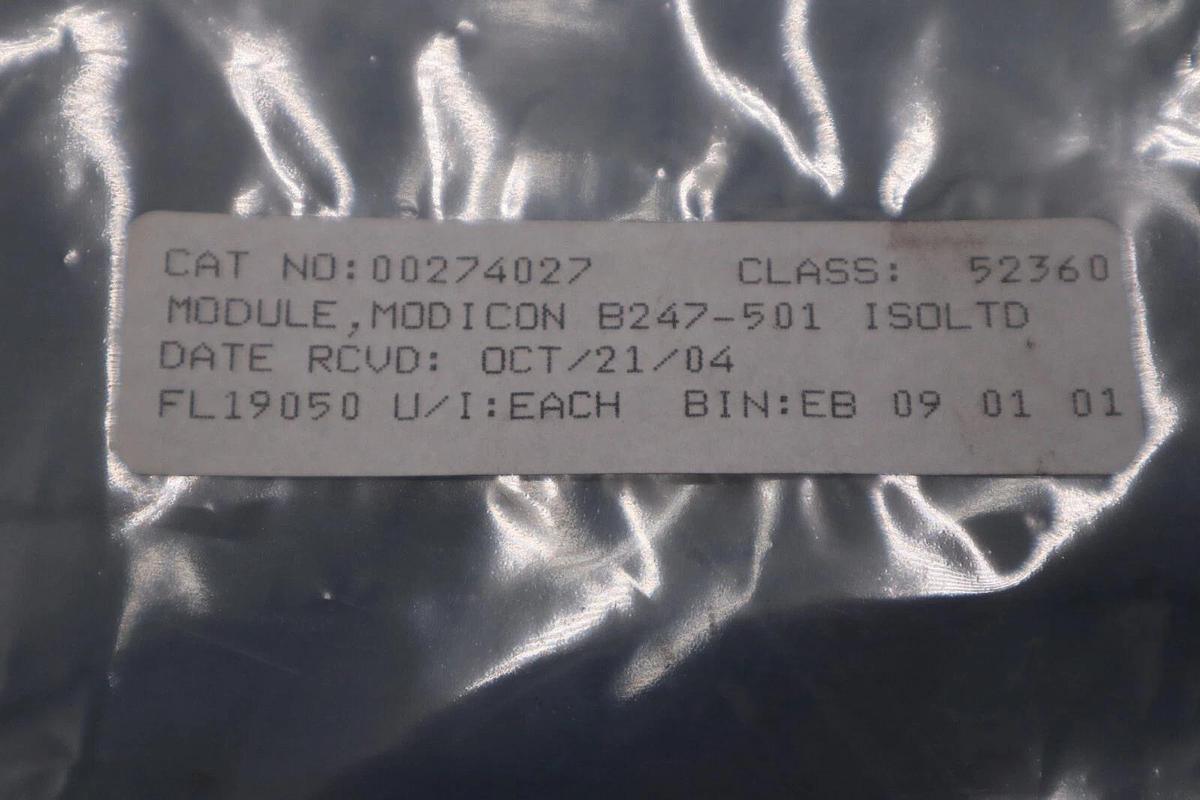 CAT NO:00274027 CLASS: 52360
MODULE,MODICON B247-501 ISOLTD
DATE RCVD: OCT/21/04
FL19050 U/I:EACH BIN:EB 09 01 01